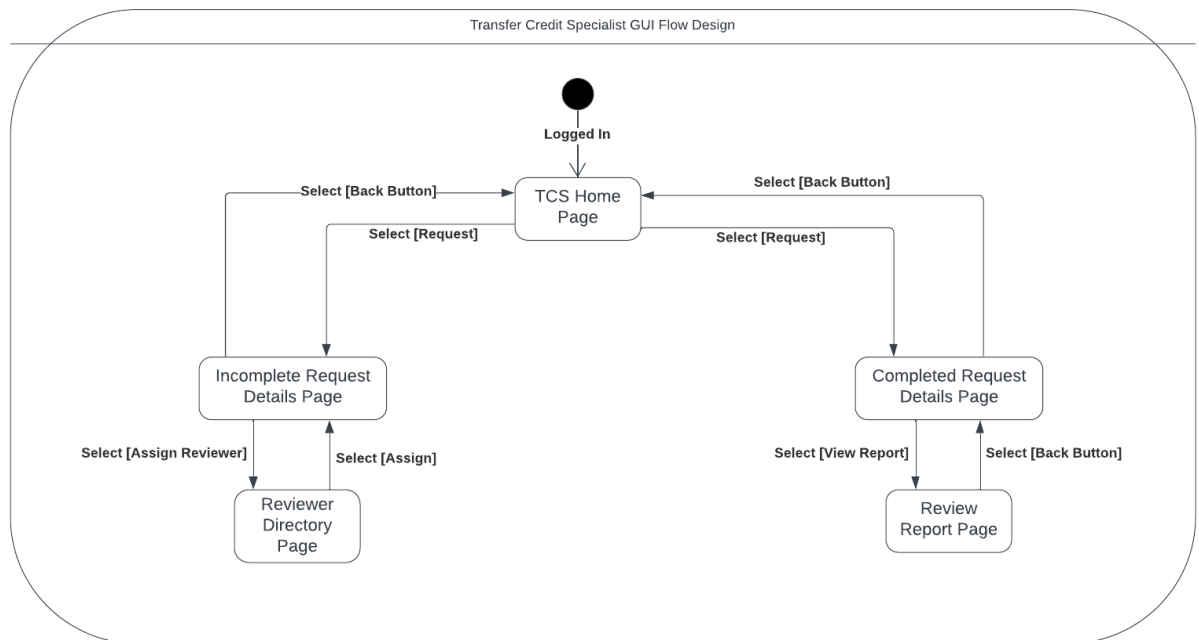 Transfer Credit Specialist GUI Flow Design
Logged In
Select [Back Button]
TCS Home
Page
Select [Back Button]
Select [Request]
Select [Request]
Incomplete Request
Details Page
Completed Request
Details Page
Select [Assign Reviewer]
Select [Assign]
Select [View Report]
Select [Back Button]
Reviewer
Directory
Page
Review
Report Page